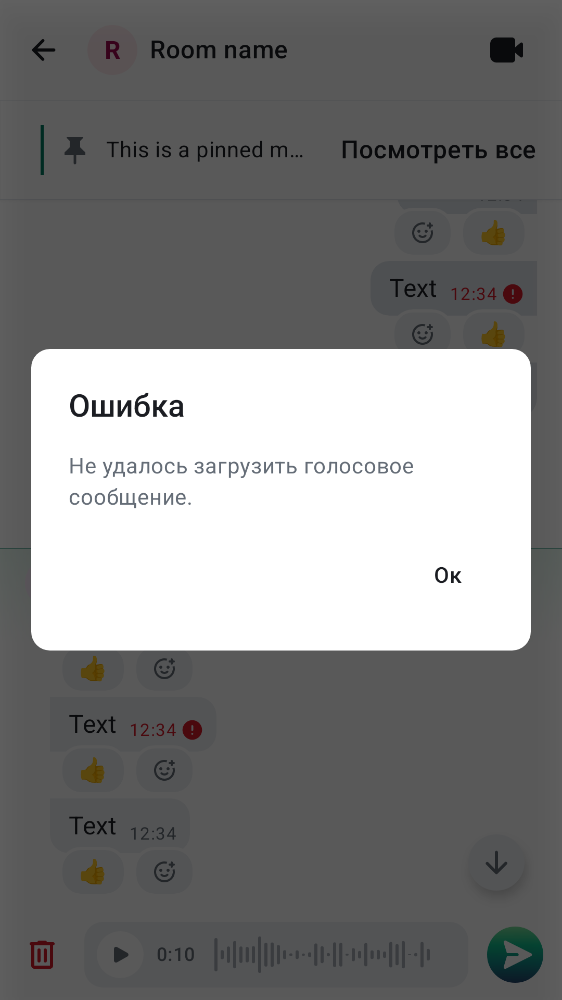 R Room name
This is a pinned m… Посмотреть все
Text 12:34
Ошибка
Не удалось загрузить голосовое
сообщение.
Ок
Text 12:34
Text 12:34
0:10